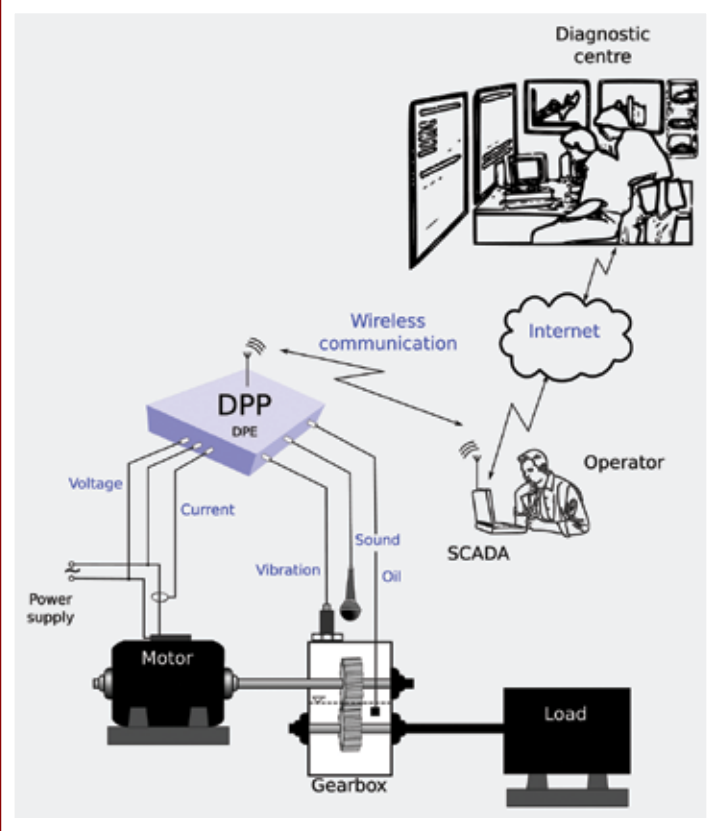 Diagnostic
centre
Internet
Wireless
communication
DPP
DPE
Voltage
Current
Operator
SCADA
Sound
Vibration
Oil
Power
supply
~
Motor
Load
Gearbox